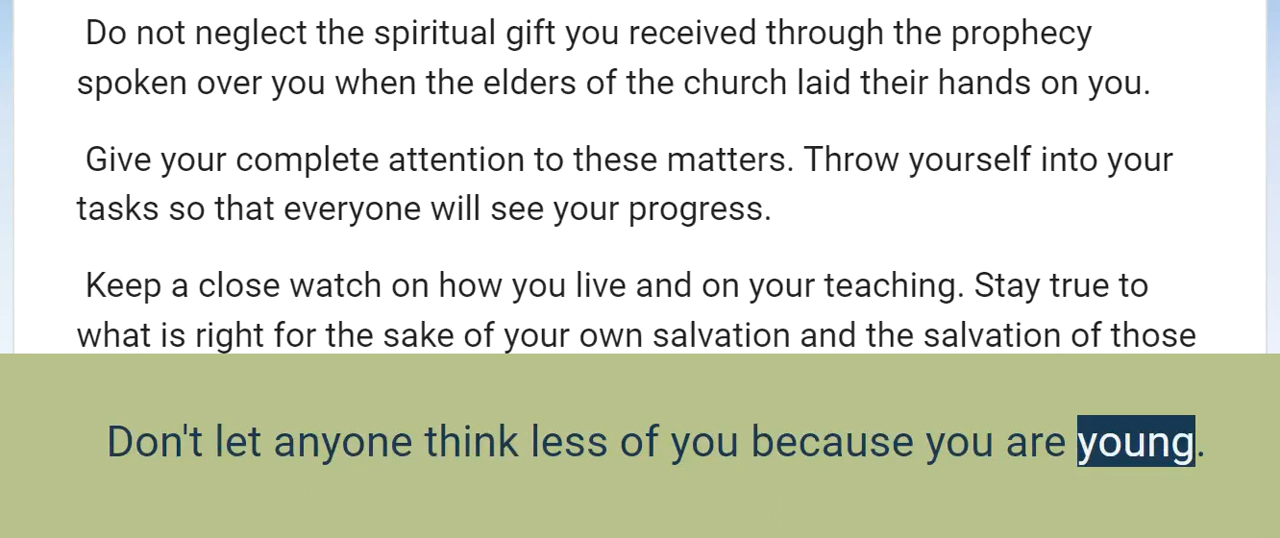 Do not neglect the spiritual gift you received through the prophecy
spoken over you when the elders of the church laid their hands on you.
Give your complete attention to these matters. Throw yourself into your
tasks so that everyone will see your progress.
Keep a close watch on how you live and on your teaching. Stay true to
what is right for the sake of your own salvation and the salvation of those
Don't let anyone think less of you because you are young.